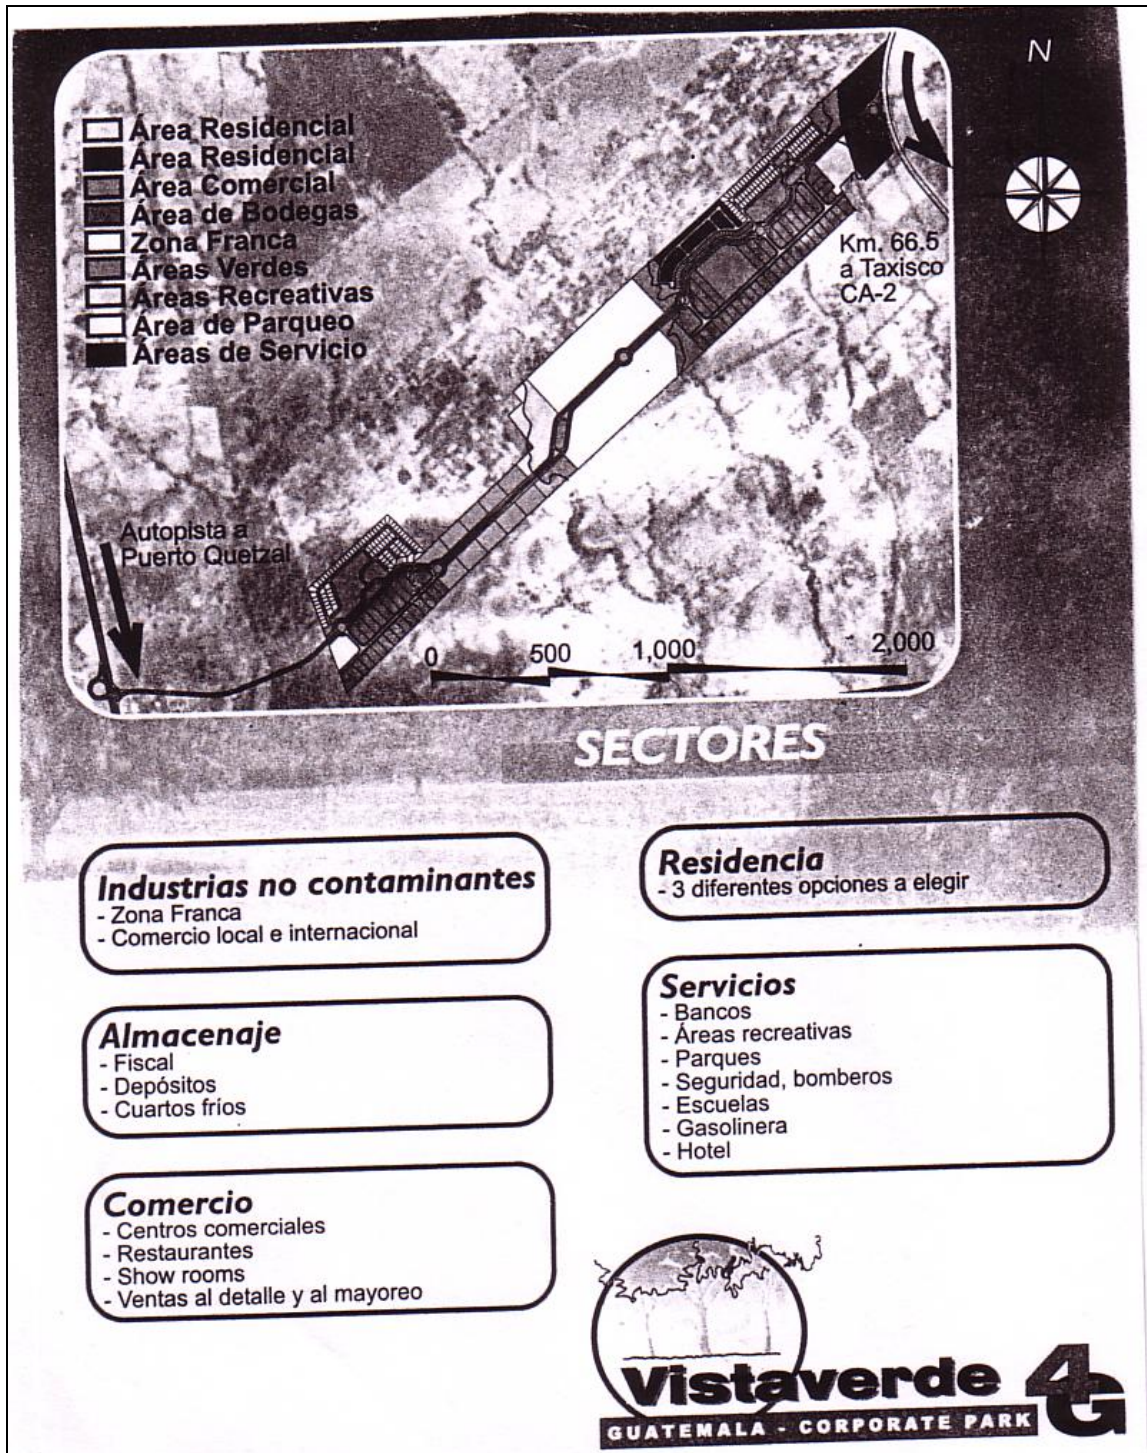 N
Área Residencial
Área Residencial
Área Comercial
Área de Bodegas
Zona Franca
Áreas Verdes
Áreas Recreativas
Área de Parqueo
Áreas de Servicio
Km. 66.5
a Taxisco
CA-2
Autopista a
Puerto Quetzal
0 500 1,000 2,000
SECTORES
Industrias no contaminantes
- Zona Franca
- Comercio local e internacional
Almacenaje
- Fiscal
- Depósitos
- Cuartos fríos
Comercio
- Centros comerciales
- Restaurantes
- Show rooms
- Ventas al detalle y al mayoreo
Residencia
- 3 diferentes opciones a elegir
Servicios
- Bancos
- Áreas recreativas
- Parques
- Seguridad, bomberos
- Escuelas
- Gasolinera
- Hotel
Vistaverde 4G
GUATEMALA - CORPORATE PARK